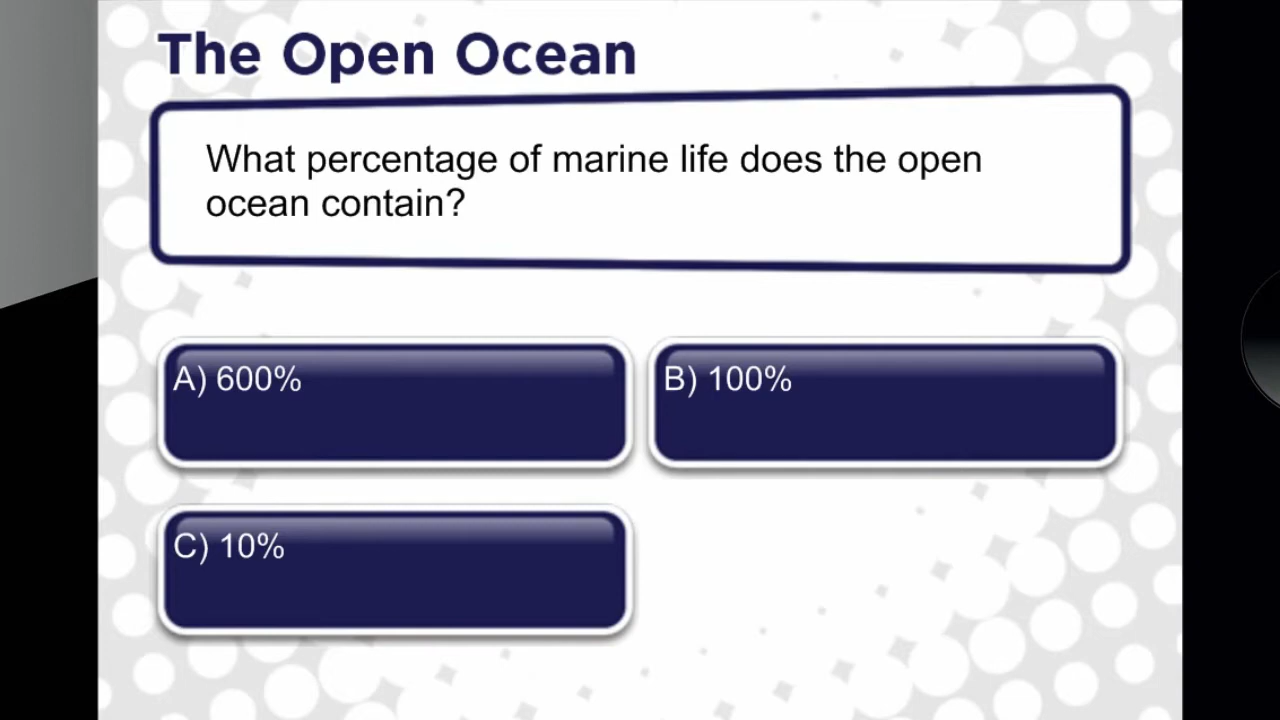 The Open Ocean
What percentage of marine life does the open
ocean contain?
A) 600%
B) 100%
C) 10%